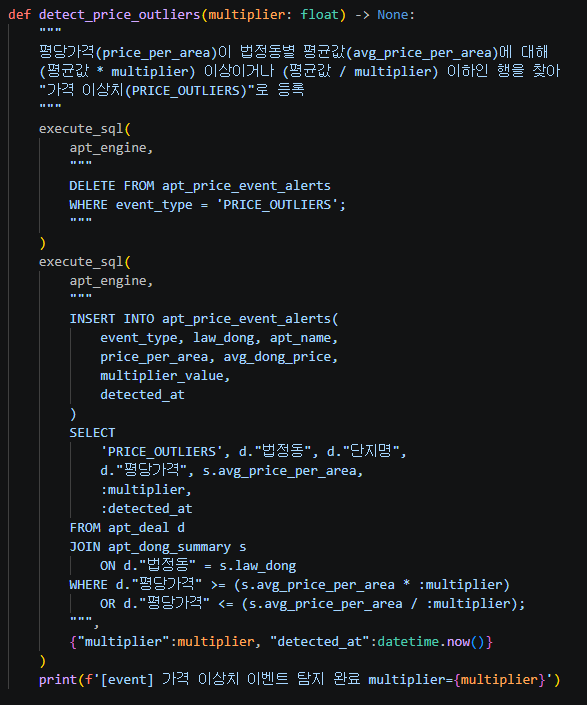 def detect_price_outliers(multiplier: float) -> None:
    """
    평당가격(price_per_area)이 법정동별 평균값(avg_price_per_area)에 대해
    (평균값 * multiplier) 이상이거나 (평균값 / multiplier) 이하인 행을 찾아
    "가격 이상치(PRICE_OUTLIERS)"로 등록
    """
    execute_sql(
        apt_engine,
        """
        DELETE FROM apt_price_event_alerts
        WHERE event_type = 'PRICE_OUTLIERS';
        """
    )
    execute_sql(
        apt_engine,
        """
        INSERT INTO apt_price_event_alerts(
            event_type, law_dong, apt_name,
            price_per_area, avg_dong_price,
            multiplier_value,
            detected_at
        )
        SELECT
            'PRICE_OUTLIERS', d."법정동", d."단지명",
            d."평당가격", s.avg_price_per_area,
            :multiplier,
            :detected_at
        FROM apt_deal d
        JOIN apt_dong_summary s
            ON d."법정동" = s.law_dong
        WHERE d."평당가격" >= (s.avg_price_per_area * :multiplier)
            OR d."평당가격" <= (s.avg_price_per_area / :multiplier);
        """,
        {"multiplier":multiplier, "detected_at":datetime.now()}
    )
    print(f'[event] 가격 이상치 이벤트 탐지 완료 multiplier={multiplier}')